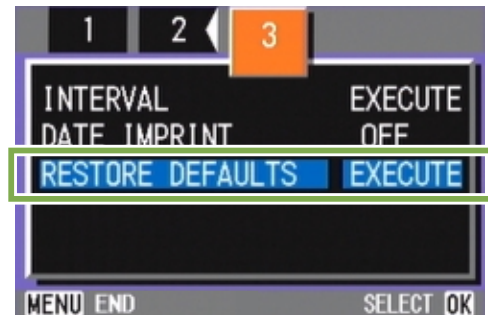 1 2 3
INTERVAL EXECUTE
DATE IMPRINT OFF
RESTORE DEFAULTS EXECUTE
MENU END SELECT OK